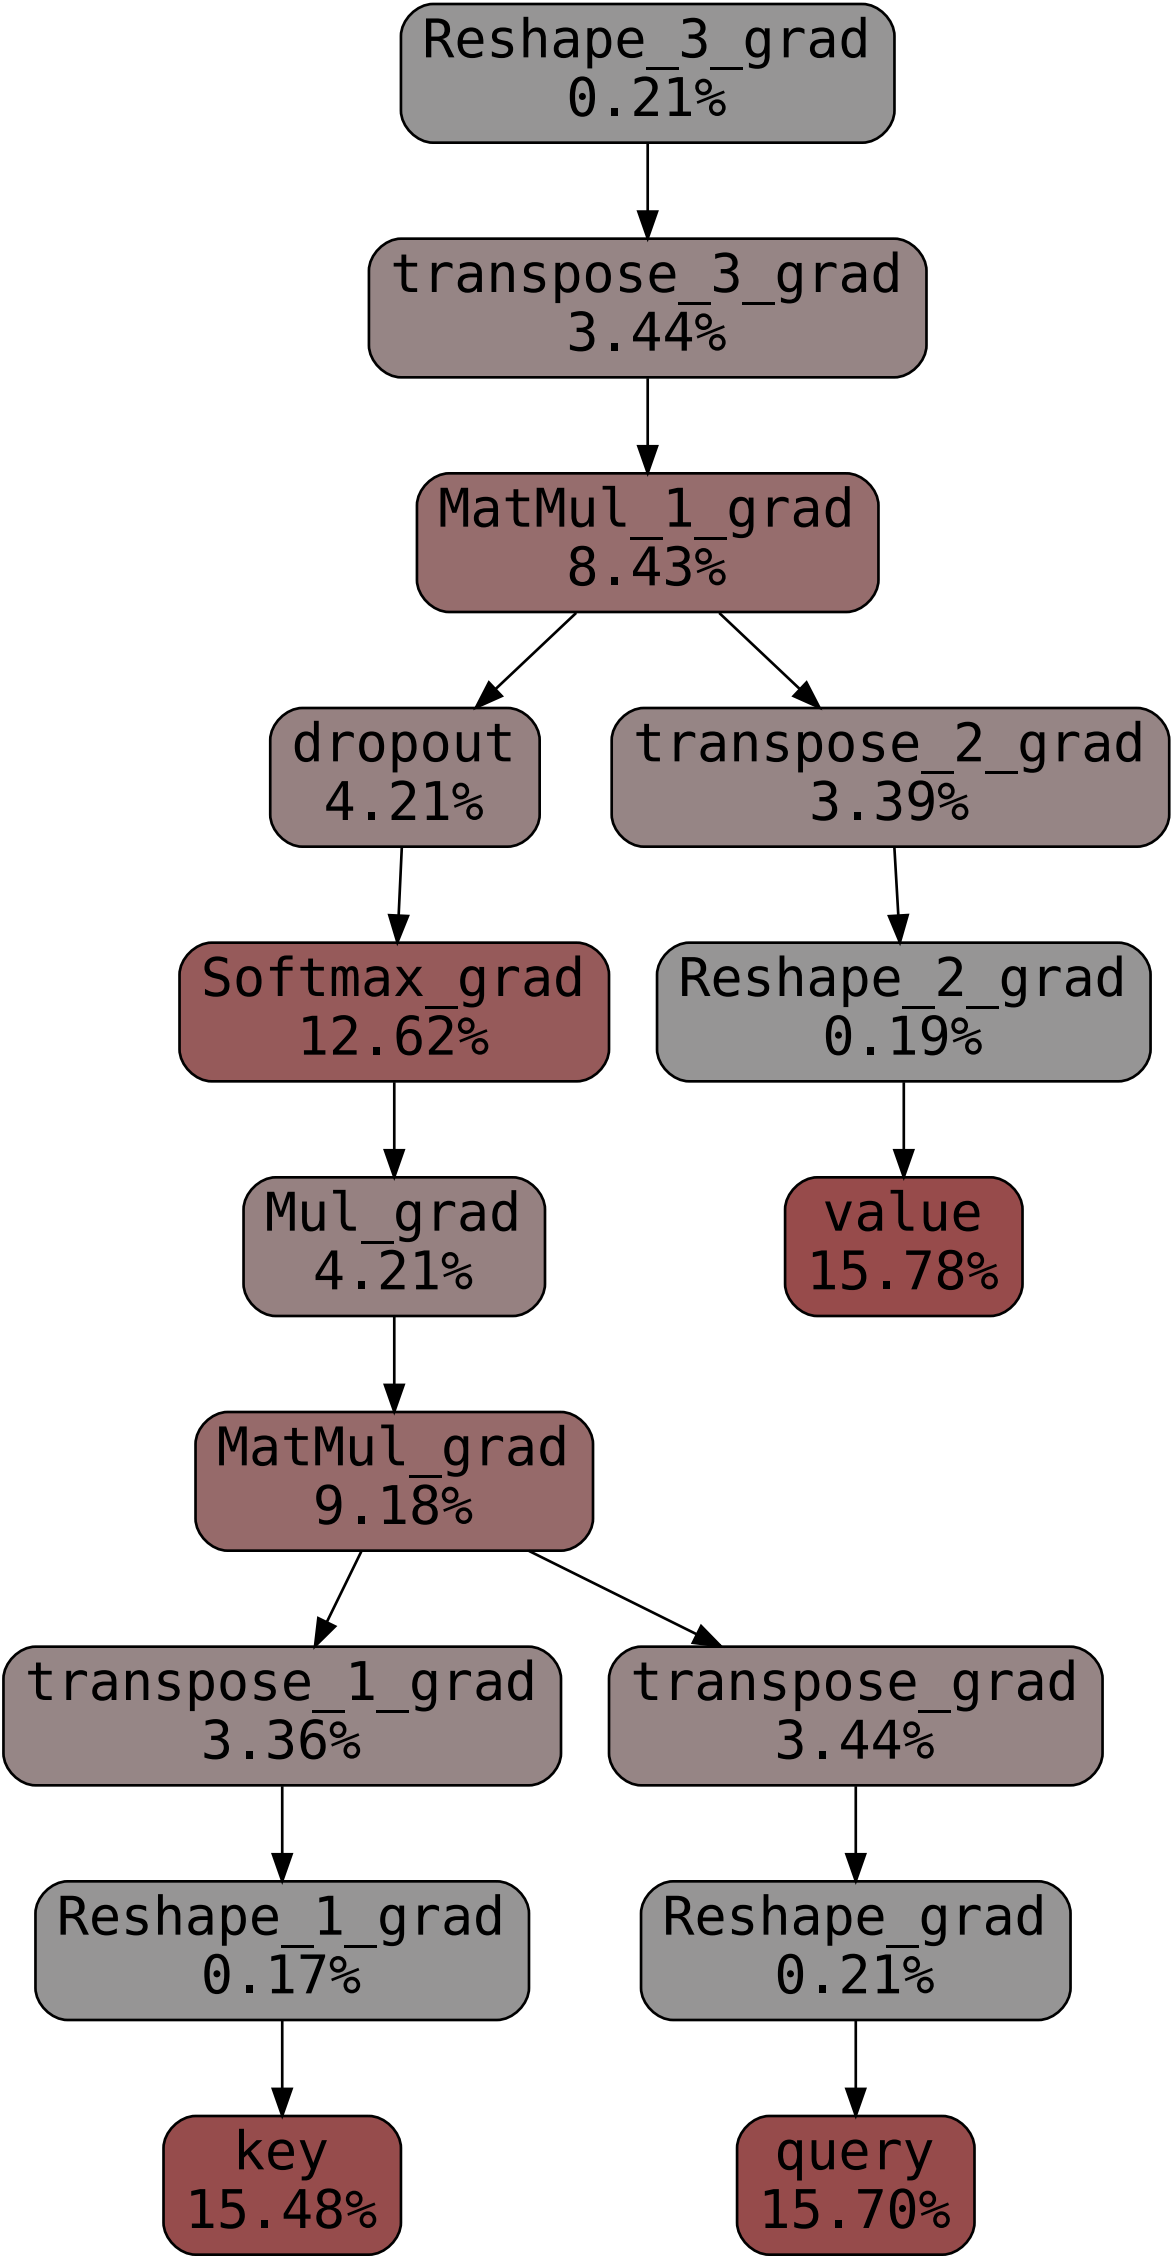 Reshape_3_grad
0.21%
transpose_3_grad
3.44%
MatMul_1_grad
8.43%
dropout
4.21%
transpose_2_grad
3.39%
Softmax_grad
12.62%
Reshape_2_grad
0.19%
Mul_grad
4.21%
value
15.78%
MatMul_grad
9.18%
transpose_1_grad
3.36%
transpose_grad
3.44%
Reshape_1_grad
0.17%
Reshape_grad
0.21%
key
15.48%
query
15.70%